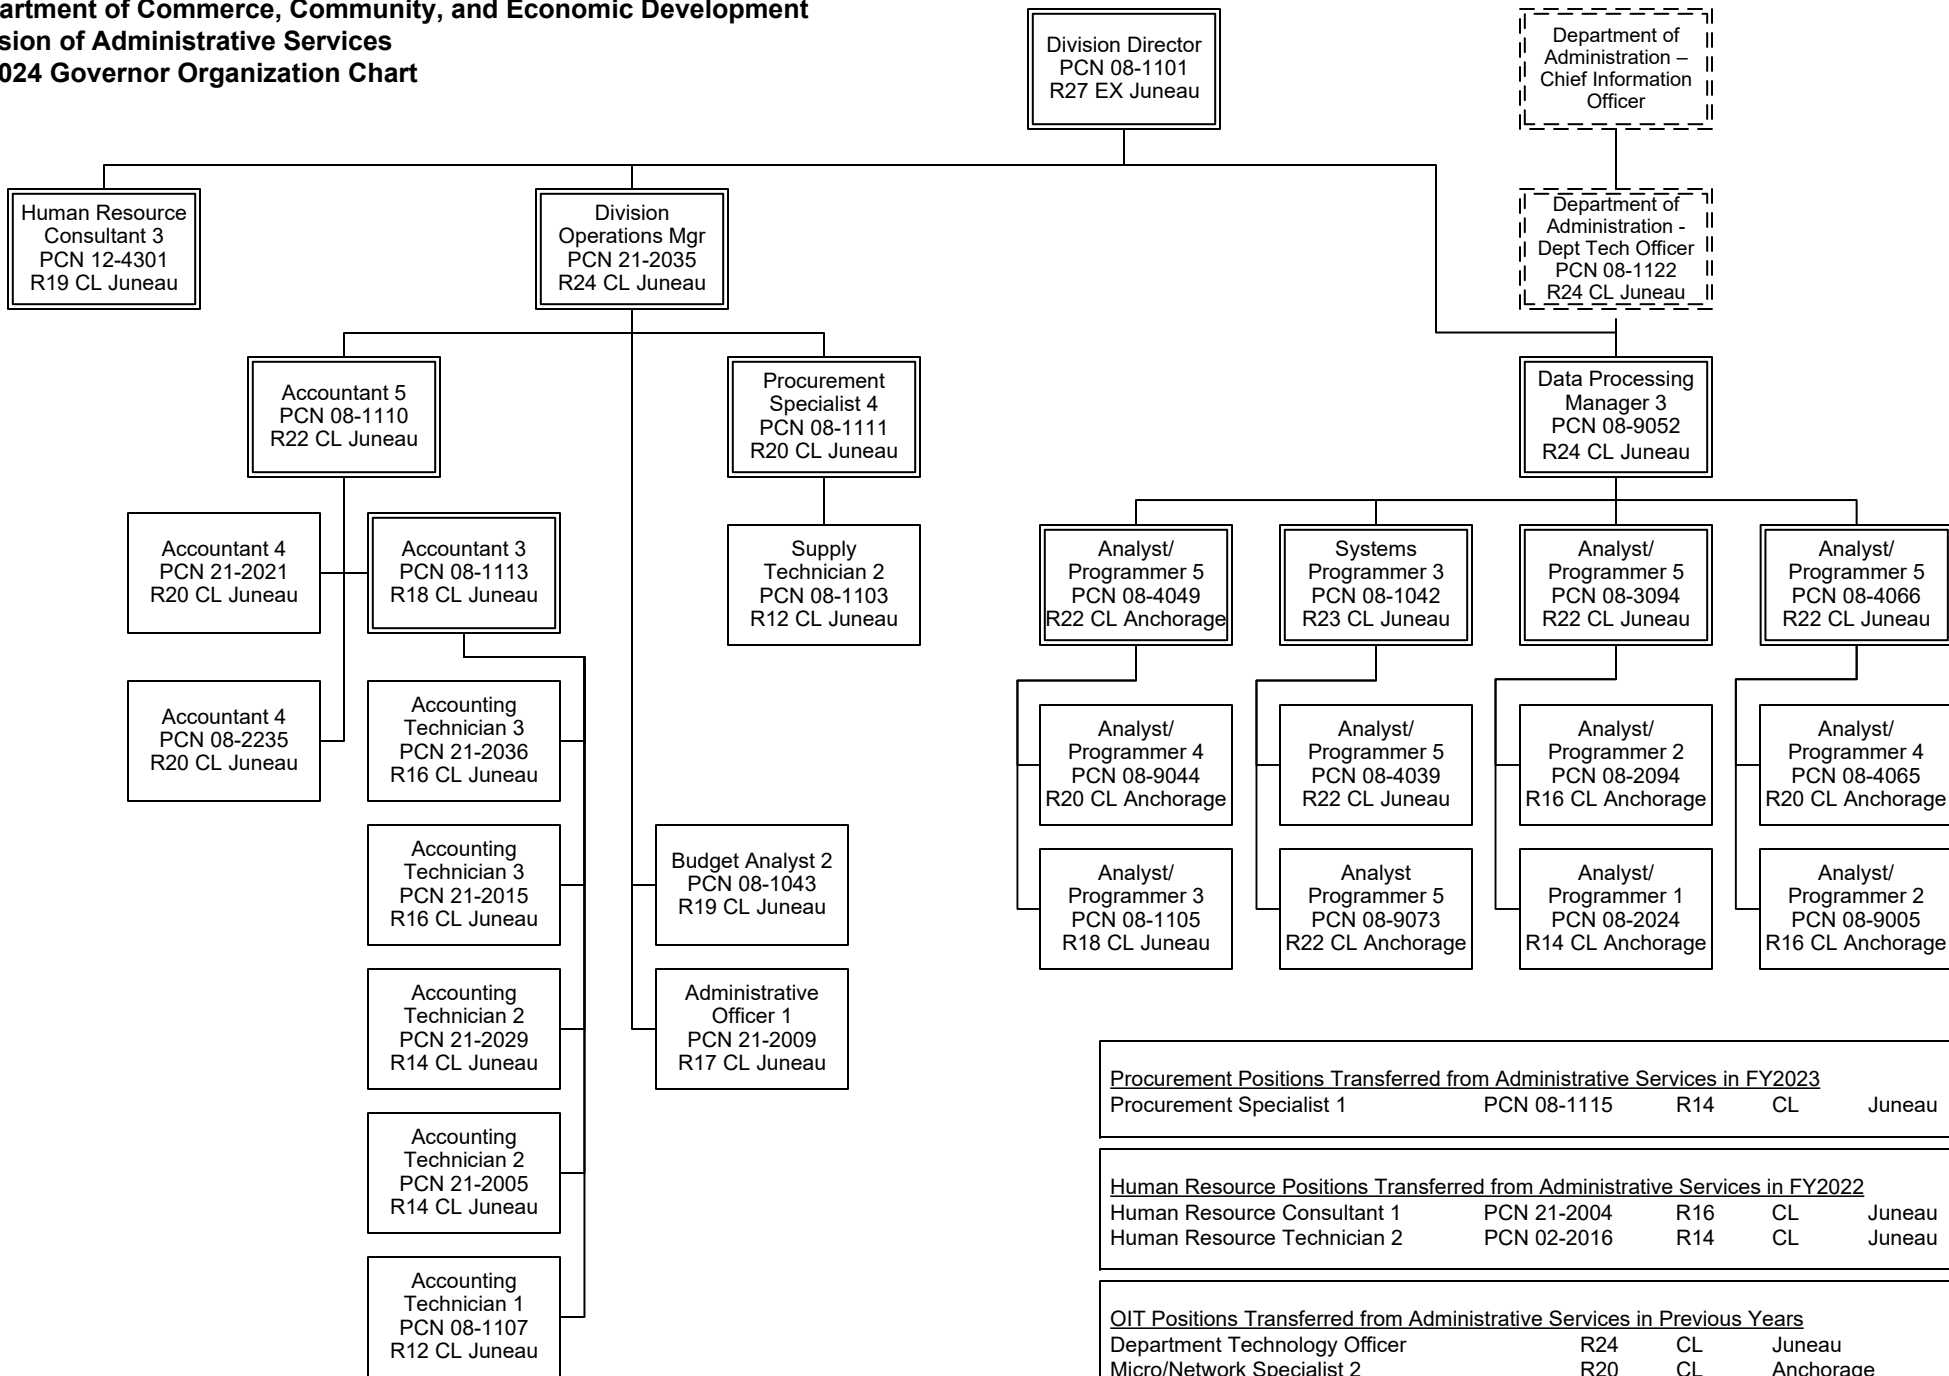 artment of Commerce, Community, and Economic Development
sion of Administrative Services
024 Governor Organization Chart
Division Director
PCN 08-1101
R27 EX Juneau
Department of
Administration –
Chief Information
Officer
Human Resource
Consultant 3
PCN 12-4301
R19 CL Juneau
Division
Operations Mgr
PCN 21-2035
R24 CL Juneau
Department of
Administration -
Dept Tech Officer
PCN 08-1122
R24 CL Juneau
Accountant 5
PCN 08-1110
R22 CL Juneau
Procurement
Specialist 4
PCN 08-1111
R20 CL Juneau
Data Processing
Manager 3
PCN 08-9052
R24 CL Juneau
Accountant 4
PCN 21-2021
R20 CL Juneau
Accountant 3
PCN 08-1113
R18 CL Juneau
Supply
Technician 2
PCN 08-1103
R12 CL Juneau
Analyst/
Programmer 5
PCN 08-4049
R22 CL Anchorage
Systems
Programmer 3
PCN 08-1042
R23 CL Juneau
Analyst/
Programmer 5
PCN 08-3094
R22 CL Juneau
Analyst/
Programmer 5
PCN 08-4066
R22 CL Juneau
Accountant 4
PCN 08-2235
R20 CL Juneau
Accounting
Technician 3
PCN 21-2036
R16 CL Juneau
Analyst/
Programmer 4
PCN 08-9044
R20 CL Anchorage
Analyst/
Programmer 5
PCN 08-4039
R22 CL Juneau
Analyst/
Programmer 2
PCN 08-2094
R16 CL Anchorage
Analyst/
Programmer 4
PCN 08-4065
R20 CL Anchorage
Accounting
Technician 3
PCN 21-2015
R16 CL Juneau
Budget Analyst 2
PCN 08-1043
R19 CL Juneau
Analyst/
Programmer 3
PCN 08-1105
R18 CL Juneau
Analyst
Programmer 5
PCN 08-9073
R22 CL Anchorage
Analyst/
Programmer 1
PCN 08-2024
R14 CL Anchorage
Analyst/
Programmer 2
PCN 08-9005
R16 CL Anchorage
Accounting
Technician 2
PCN 21-2029
R14 CL Juneau
Administrative
Officer 1
PCN 21-2009
R17 CL Juneau
Accounting
Technician 2
PCN 21-2005
R14 CL Juneau
Accounting
Technician 1
PCN 08-1107
R12 CL Juneau
Procurement Positions Transferred from Administrative Services in FY2023
Procurement Specialist 1 PCN 08-1115 R14 CL Juneau
Human Resource Positions Transferred from Administrative Services in FY2022
Human Resource Consultant 1 PCN 21-2004 R16 CL Juneau
Human Resource Technician 2 PCN 02-2016 R14 CL Juneau
OIT Positions Transferred from Administrative Services in Previous Years
Department Technology Officer R24 CL Juneau
Micro/Network Specialist 2 R20 CL Anchorage